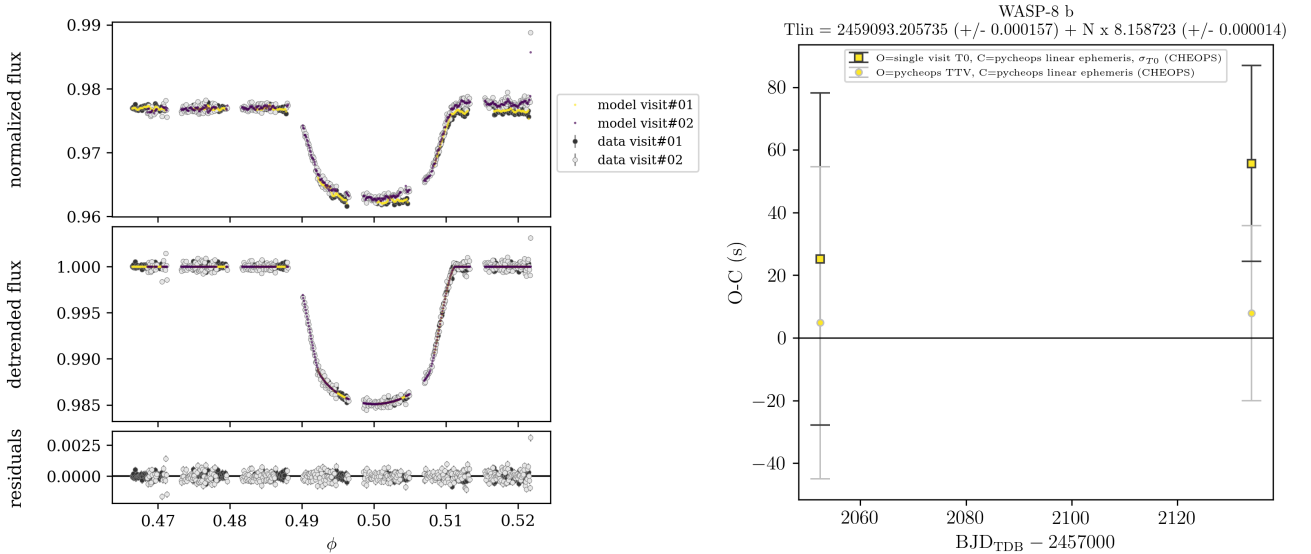 0.99
0.98
0.97
0.96
normalized flux
model visit#01
model visit#02
data visit#01
data visit#02
1.000
0.995
0.990
0.985
detrended flux
0.0025
0.0000
residuals
0.47 0.48 0.49 0.50 0.51 0.52
ϕ
WASP-8 b
Tlin = 2459093.205735 (+/- 0.000157) + N x 8.158723 (+/- 0.000014)
O=single visit T0, C=pycheops linear ephemeris, σ_{T0} (CHEOPS)
O=pycheops TTV, C=pycheops linear ephemeris (CHEOPS)
80
60
40
20
0
−20
−40
O-C (s)
2060 2080 2100 2120
BJD_{TDB} − 2457000